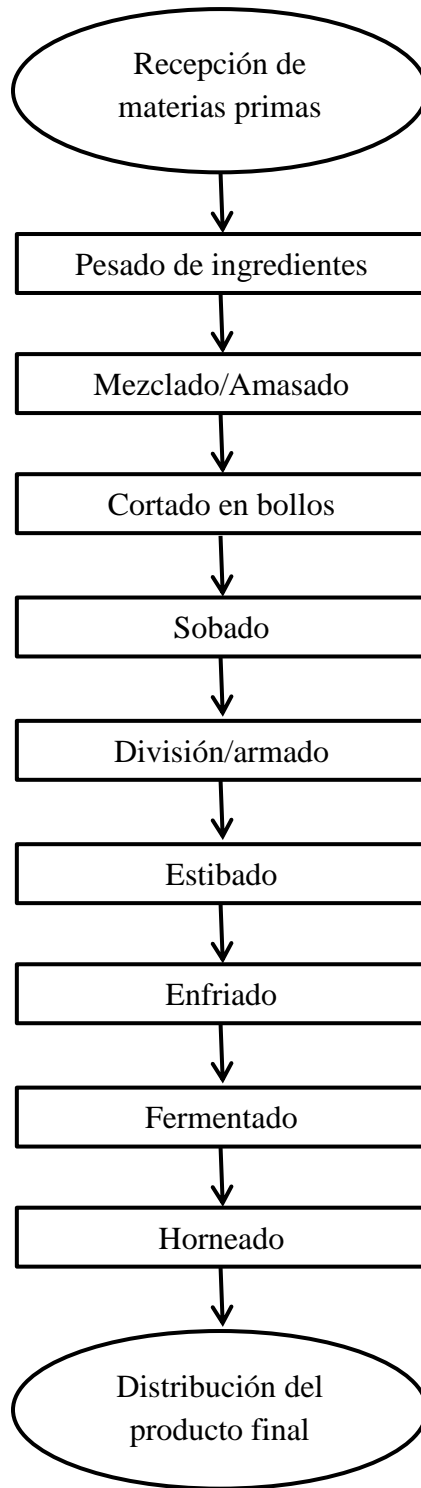 Recepción de
materias primas
Pesado de ingredientes
Mezclado/Amasado
Cortado en bollos
Sobado
División/armado
Estibado
Enfriado
Fermentado
Horneado
Distribución del
producto final